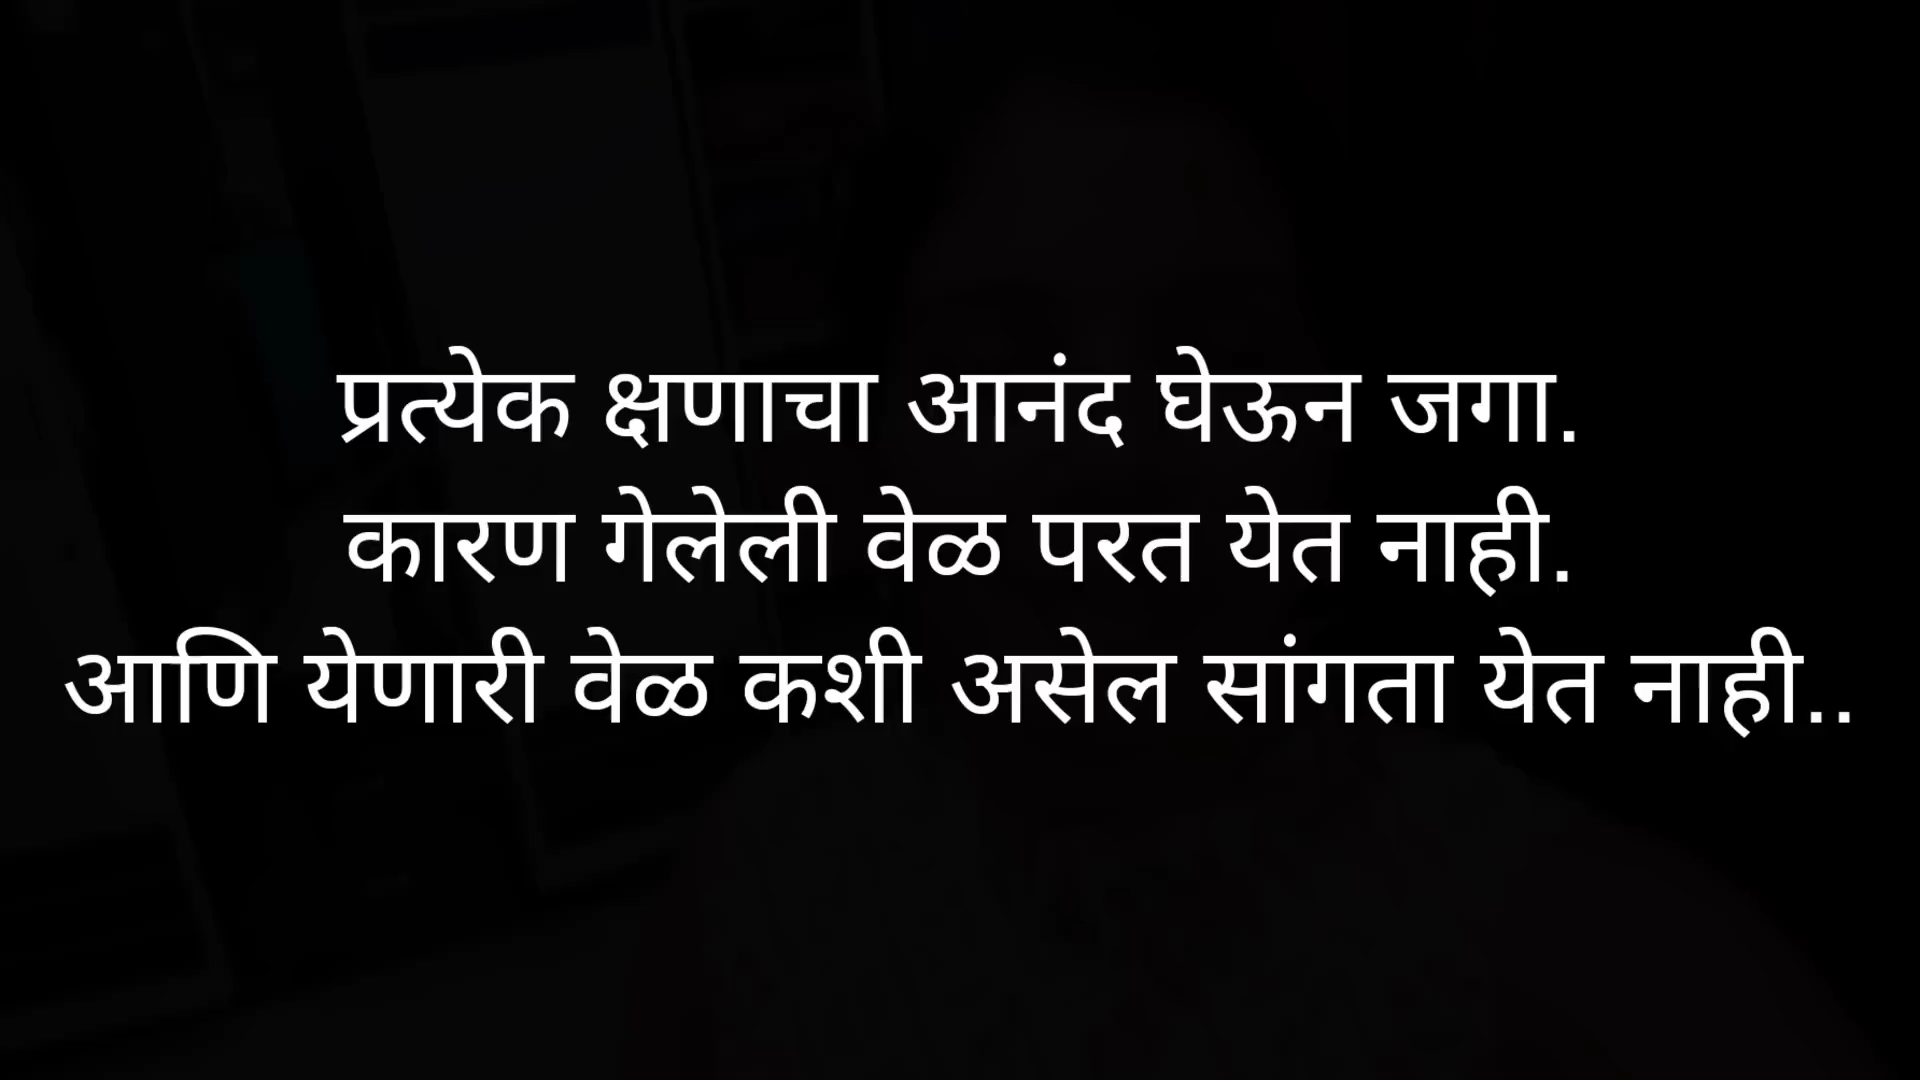 प्रत्येक क्षणाचा आनंद घेऊन जगा.
कारण गेलेली वेळ परत येत नाही.
आणि येणारी वेळ कशी असेल सांगता येत नाही..